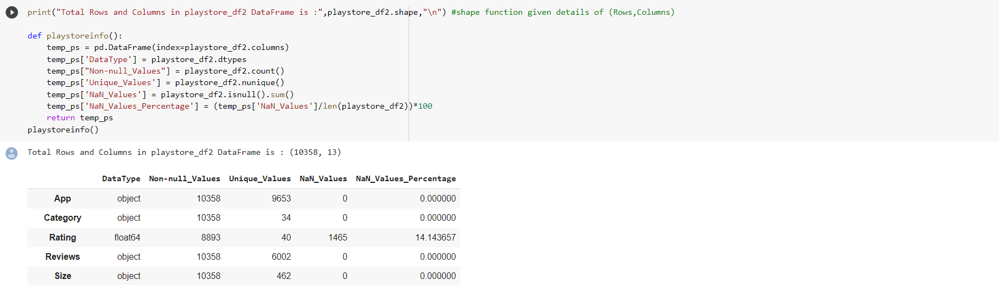 print("Total Rows and Columns in playstore_df2 DataFrame is :",playstore_df2.shape,"\n") #shape function given details of (Rows,Columns)
def playstoreinfo():
temp_ps = pd.DataFrame(index=playstore_df2.columns)
temp_ps['DataType'] = playstore_df2.dtypes
temp_ps["Non-null_Values"] = playstore_df2.count()
temp_ps['Unique_Values'] = playstore_df2.nunique()
temp_ps['NaN_Values'] = playstore_df2.isnull().sum()
temp_ps['NaN_Values_Percentage'] = (temp_ps['NaN_Values']/len(playstore_df2))*100
return temp_ps
playstoreinfo()
Total Rows and Columns in playstore_df2 DataFrame is : (10358, 13)
DataType Non-null_Values Unique_Values NaN_Values NaN_Values_Percentage
App object 10358 9653 0 0.000000
Category object 10358 34 0 0.000000
Rating float64 8893 40 1465 14.143657
Reviews object 10358 6002 0 0.000000
Size object 10358 462 0 0.000000